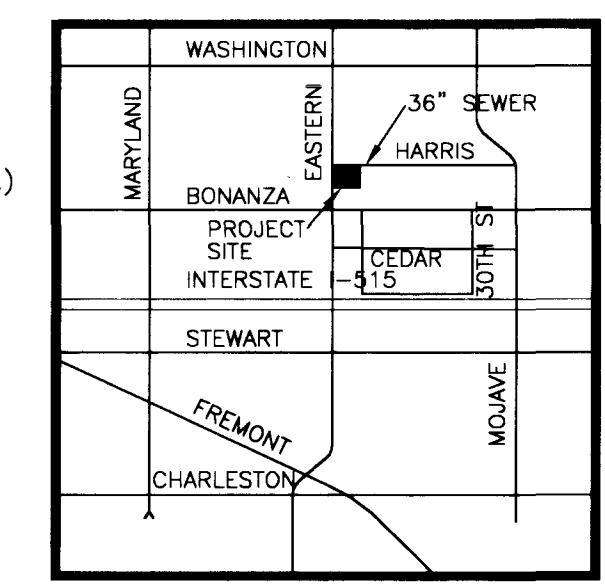 WASHINGTON
MARYLAND
EASTERN
36" SEWER
HARRIS
)
BONANZA
PROJECT
SITE
CEDAR
30TH ST
INTERSTATE I-515
STEWART
MOJAVE
FREMONT
CHARLESTON